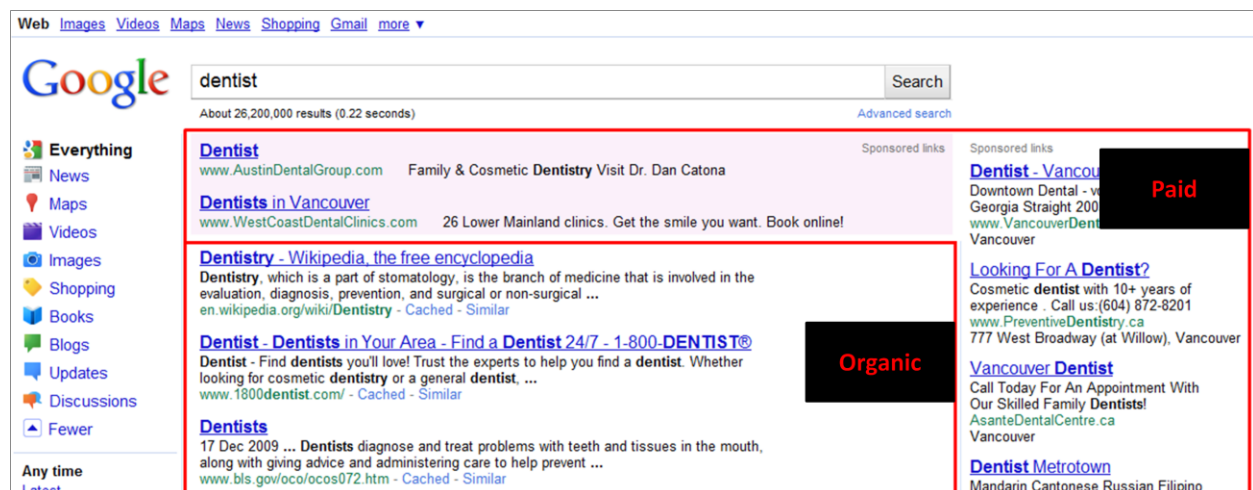 Web Images Videos Maps News Shopping Gmail more ▼
Google
dentist
Search
About 26,200,000 results (0.22 seconds)
Advanced search
Everything
News
Maps
Videos
Images
Shopping
Books
Blogs
Updates
Discussions
Fewer
Any time
Latest
Dentist
Sponsored links
www.AustinDentalGroup.com Family & Cosmetic Dentistry Visit Dr. Dan Catona
Dentists in Vancouver
www.WestCoastDentalClinics.com 26 Lower Mainland clinics. Get the smile you want. Book online!
Dentistry - Wikipedia, the free encyclopedia
Dentistry, which is a part of stomatology, is the branch of medicine that is involved in the
evaluation, diagnosis, prevention, and surgical or non-surgical ...
en.wikipedia.org/wiki/Dentistry - Cached - Similar
Dentist - Dentists in Your Area - Find a Dentist 24/7 - 1-800-DENTIST®
Dentist - Find dentists you'll love! Trust the experts to help you find a dentist. Whether
looking for cosmetic dentistry or a general dentist, ...
www.1800dentist.com/ - Cached - Similar
Organic
Dentists
17 Dec 2009 ... Dentists diagnose and treat problems with teeth and tissues in the mouth,
along with giving advice and administering care to help prevent ...
www.bls.gov/oco/ocos072.htm - Cached - Similar
Sponsored links
Dentist - Vancou
Paid
Downtown Dental -
Georgia Straight 200
www.VancouverDent
Vancouver
Looking For A Dentist?
Cosmetic dentist with 10+ years of
experience . Call us:(604) 872-8201
www.PreventiveDentistry.ca
777 West Broadway (at Willow), Vancouver
Vancouver Dentist
Call Today For An Appointment With
Our Skilled Family Dentists!
AsanteDentalCentre.ca
Vancouver
Dentist Metrotown
Mandarin Cantonese Russian Filipino